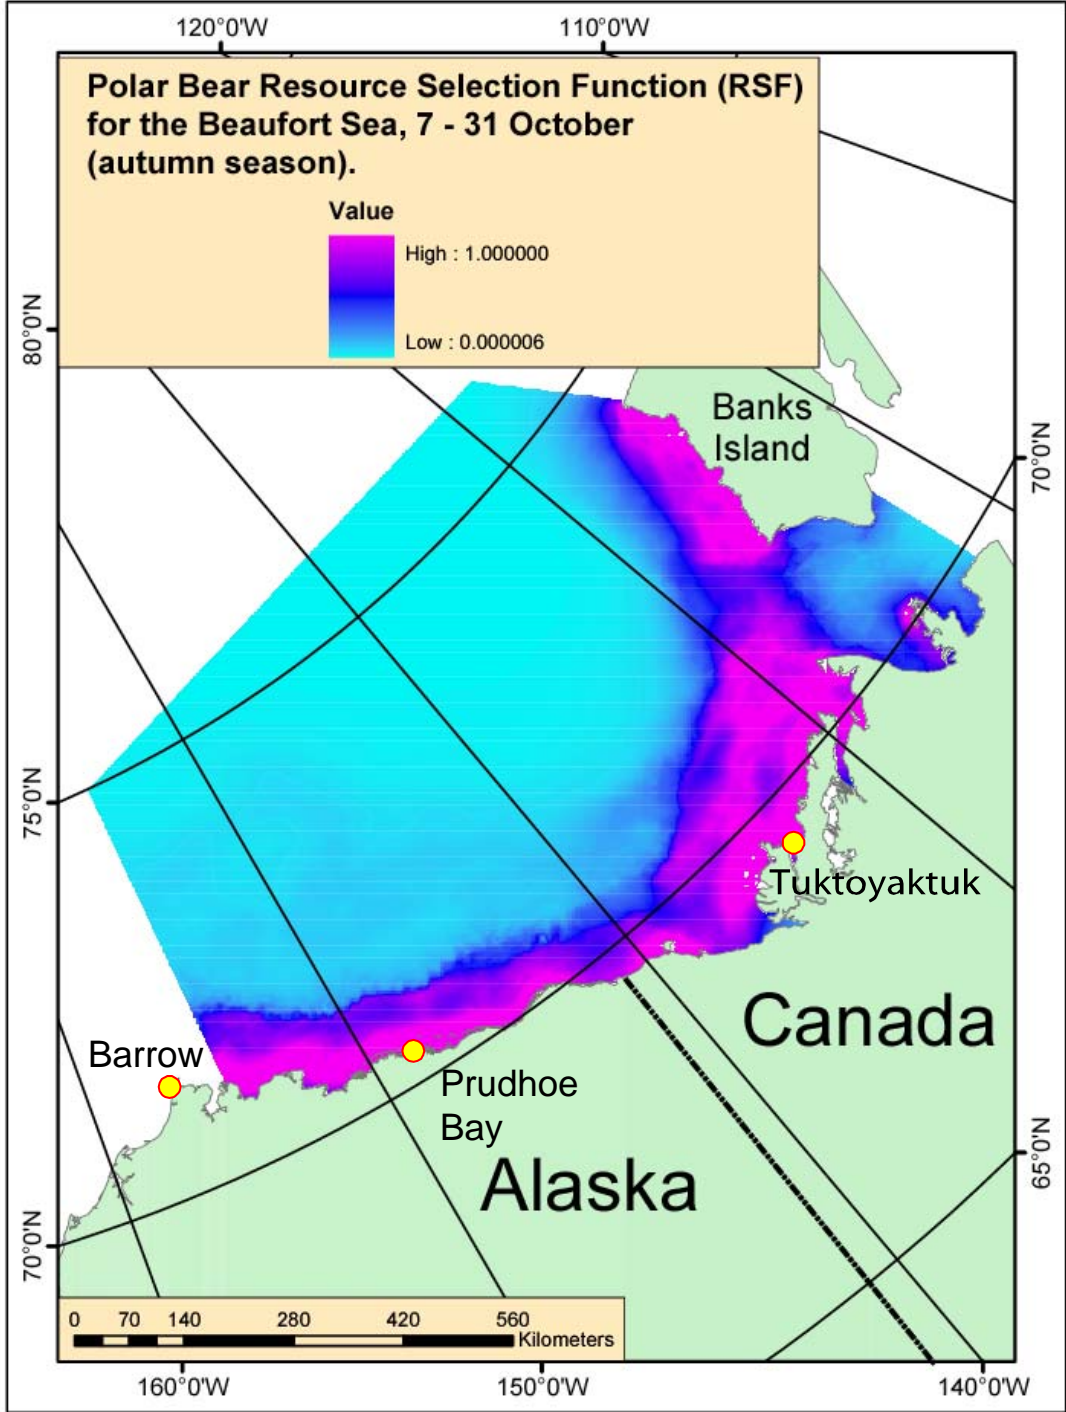 120°0'W
110°0'W
Polar Bear Resource Selection Function (RSF)
for the Beaufort Sea, 7 - 31 October
(autumn season).
Value
High : 1.000000
Low : 0.000006
80°0'N
Banks
Island
70°0'N
75°0'N
Tuktoyaktuk
Canada
Barrow
Prudhoe
Bay
Alaska
65°0'N
70°0'N
0 70 140 280 420 560
Kilometers
160°0'W
150°0'W
140°0'W